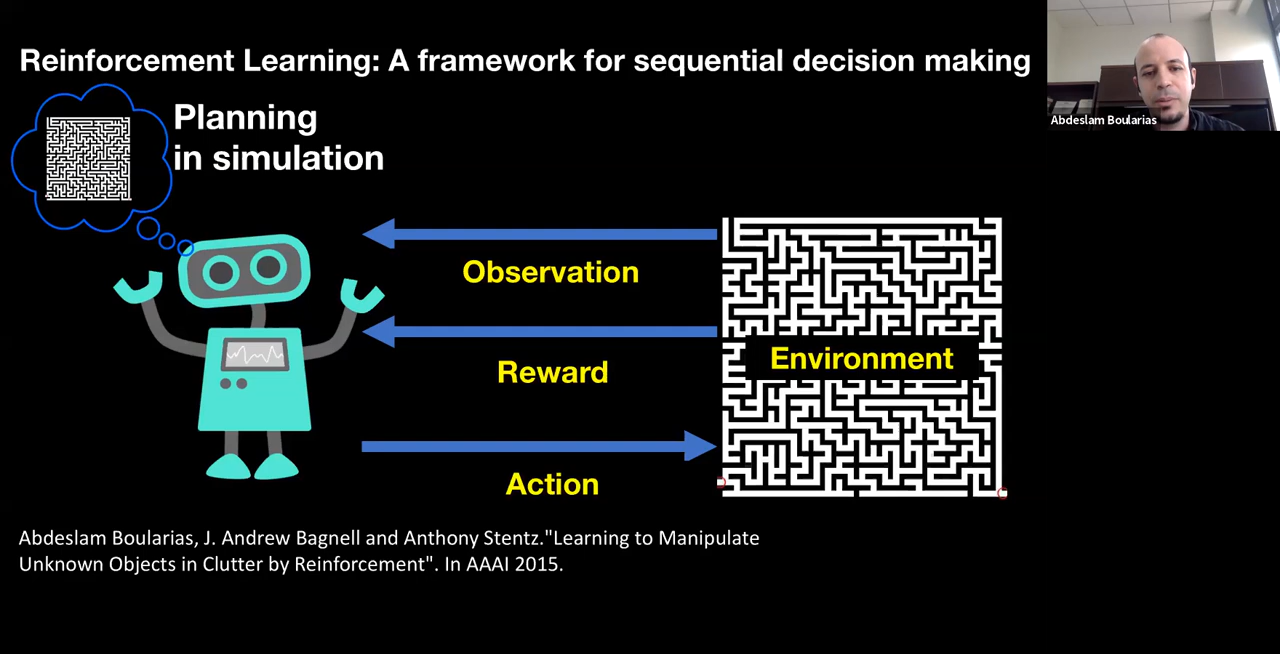 Reinforcement Learning: A framework for sequential decision making
Planning
in simulation
Abdeslam Boularias
Observation
Reward
Environment
Action
Abdeslam Boularias, J. Andrew Bagnell and Anthony Stentz."Learning to Manipulate
Unknown Objects in Clutter by Reinforcement". In AAAI 2015.